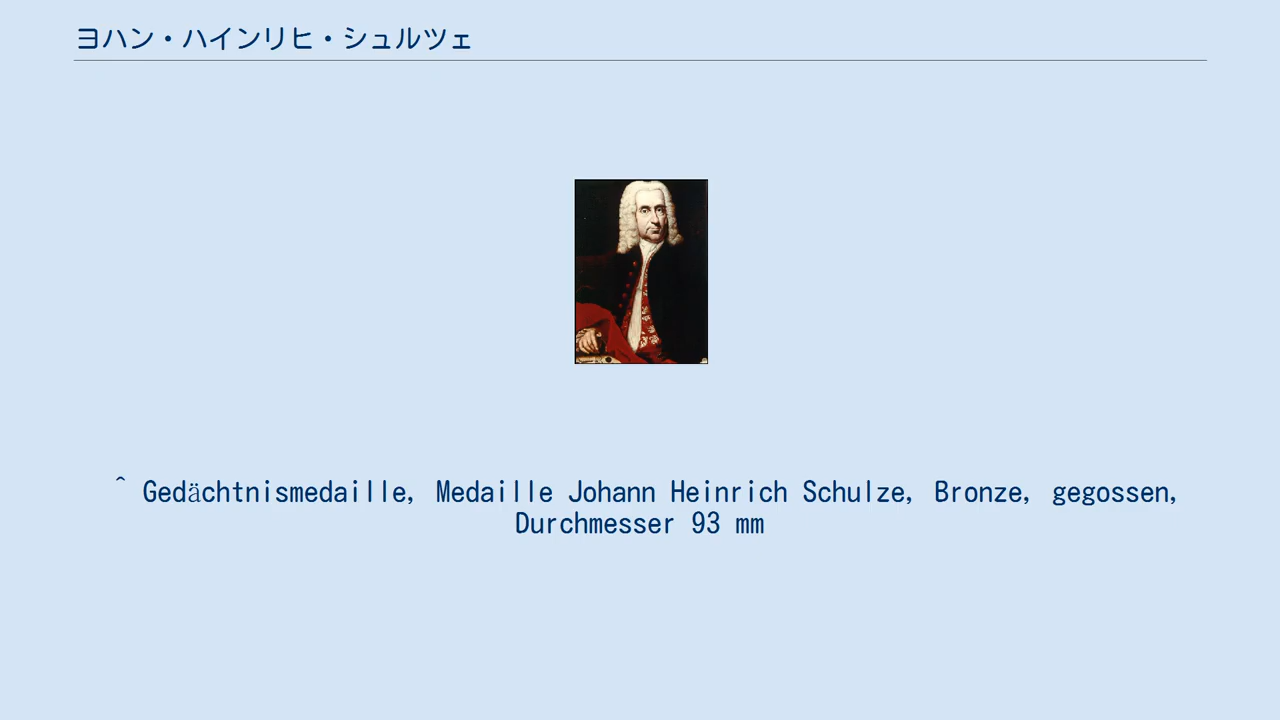 ヨハン・ハインリヒ・シュルツェ
^ Gedächtnismedaille, Medaille Johann Heinrich Schulze, Bronze, gegossen,
Durchmesser 93 mm